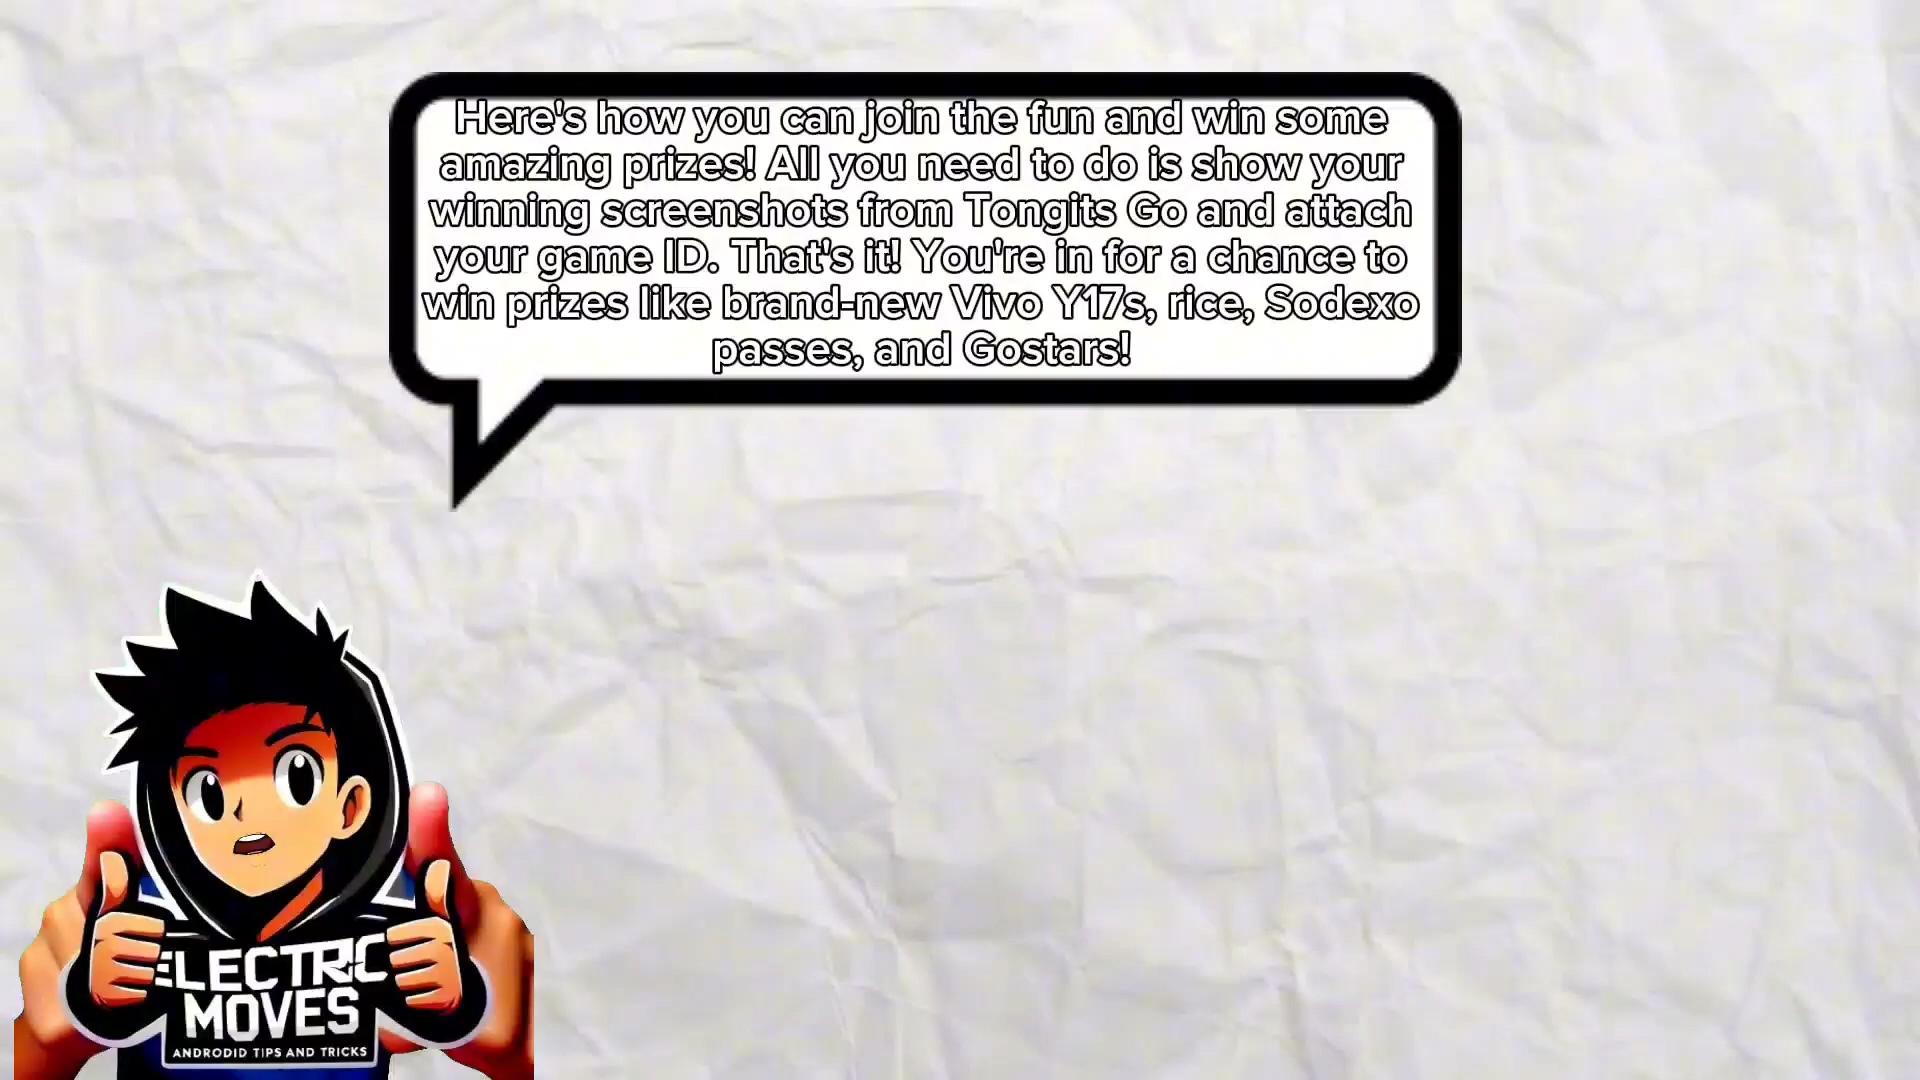 Here's how you can join the fun and win some
amazing prizes! All you need to do is show your
winning screenshots from Tongits Go and attach
your game ID. That's it! You're in for a chance to
win prizes like brand-new Vivo Y17s, rice, Sodexo
passes, and Gostars!
ELECTRIC
MOVES
ANDRODID TIPS AND TRICKS